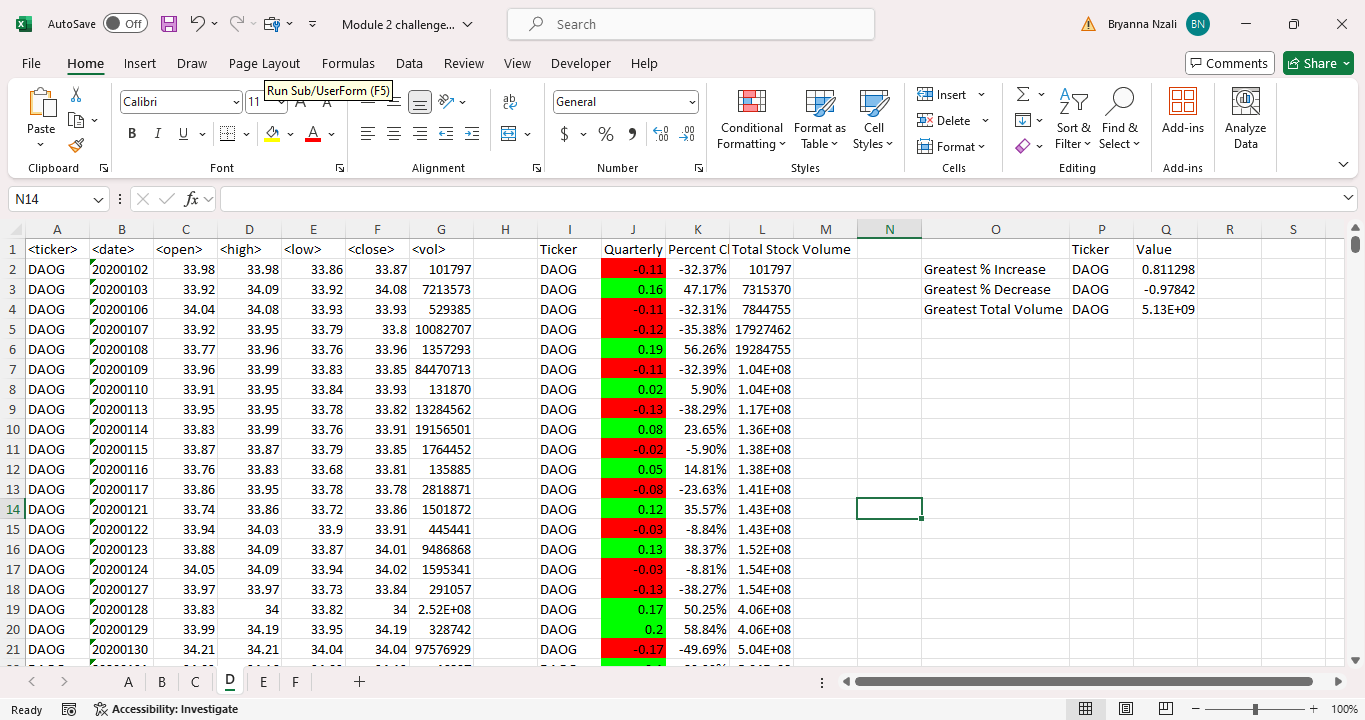 AutoSave Off Module 2 challenge... Search Bryanna Nzali BN
File Home Insert Draw Page Layout Formulas Data Review View Developer Help Comments Share
Run Sub/UserForm (F5)
Calibri 11 General
Paste
B I U
Conditional Formatting
Format as Table
Cell Styles
Insert
Delete
Format
Sort & Filter
Find & Select
Add-ins
Analyze Data
Clipboard Font Alignment Number Styles Cells Editing Add-ins
N14 fx
A B C D E F G H I J K L M N O P Q R S
1 <ticker> <date> <open> <high> <low> <close> <vol> Ticker Quarterly Percent Cl Total Stock Volume Ticker Value
2 DAOG 20200102 33.98 33.98 33.86 33.87 101797 DAOG -0.11 -32.37% 101797 Greatest % Increase DAOG 0.811298
3 DAOG 20200103 33.92 34.09 33.92 34.08 7213573 DAOG 0.16 47.17% 7315370 Greatest % Decrease DAOG -0.97842
4 DAOG 20200106 34.04 34.08 33.93 33.93 529385 DAOG -0.11 -32.31% 7844755 Greatest Total Volume DAOG 5.13E+09
5 DAOG 20200107 33.92 33.95 33.79 33.8 10082707 DAOG -0.12 -35.38% 17927462
6 DAOG 20200108 33.77 33.96 33.76 33.96 1357293 DAOG 0.19 56.26% 19284755
7 DAOG 20200109 33.96 33.99 33.83 33.85 84470713 DAOG -0.11 -32.39% 1.04E+08
8 DAOG 20200110 33.91 33.95 33.84 33.93 131870 DAOG 0.02 5.90% 1.04E+08
9 DAOG 20200113 33.95 33.95 33.78 33.82 13284562 DAOG -0.13 -38.29% 1.17E+08
10 DAOG 20200114 33.83 33.99 33.76 33.91 19156501 DAOG 0.08 23.65% 1.36E+08
11 DAOG 20200115 33.87 33.87 33.79 33.85 1764452 DAOG -0.02 -5.90% 1.38E+08
12 DAOG 20200116 33.76 33.83 33.68 33.81 135885 DAOG 0.05 14.81% 1.38E+08
13 DAOG 20200117 33.86 33.95 33.78 33.78 2818871 DAOG -0.08 -23.63% 1.41E+08
14 DAOG 20200121 33.74 33.86 33.72 33.86 1501872 DAOG 0.12 35.57% 1.43E+08
15 DAOG 20200122 33.94 34.03 33.9 33.91 445441 DAOG -0.03 -8.84% 1.43E+08
16 DAOG 20200123 33.88 34.09 33.87 34.01 9486868 DAOG 0.13 38.37% 1.52E+08
17 DAOG 20200124 34.05 34.09 33.94 34.02 1595341 DAOG -0.03 -8.81% 1.54E+08
18 DAOG 20200127 33.97 33.97 33.73 33.84 291057 DAOG -0.13 -38.27% 1.54E+08
19 DAOG 20200128 33.83 34 33.82 34 2.52E+08 DAOG 0.17 50.25% 4.06E+08
20 DAOG 20200129 33.99 34.19 33.95 34.19 328742 DAOG 0.2 58.84% 4.06E+08
21 DAOG 20200130 34.21 34.21 34.04 34.04 97576929 DAOG -0.17 -49.69% 5.04E+08
A B C D E F
Ready Accessibility: Investigate 100%